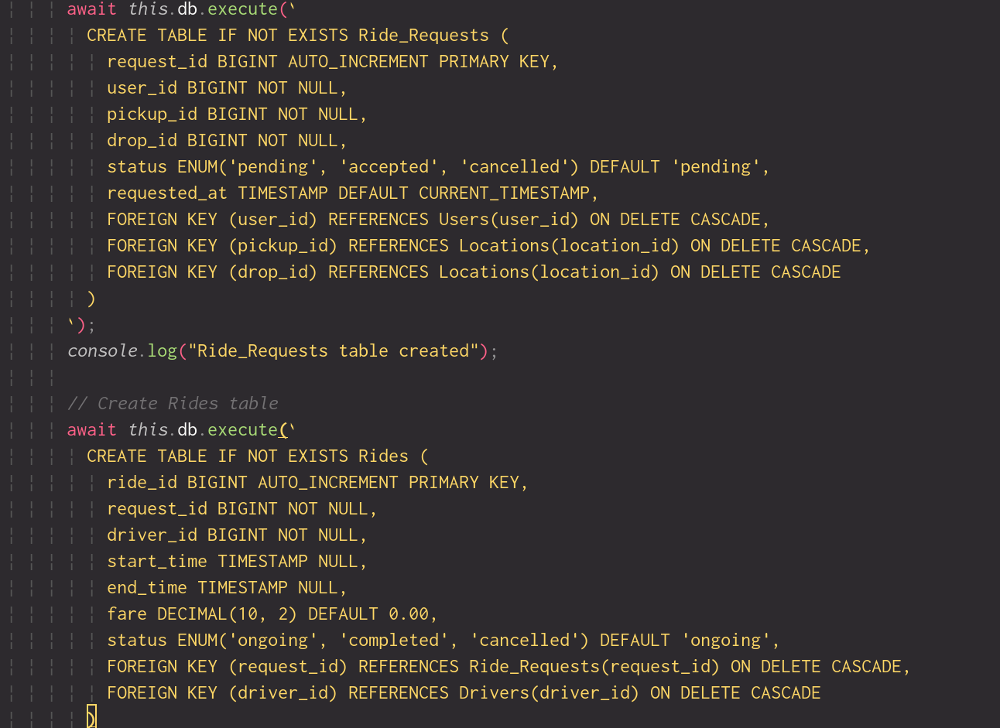 await this.db.execute(`
CREATE TABLE IF NOT EXISTS Ride_Requests (
request_id BIGINT AUTO_INCREMENT PRIMARY KEY,
user_id BIGINT NOT NULL,
pickup_id BIGINT NOT NULL,
drop_id BIGINT NOT NULL,
status ENUM('pending', 'accepted', 'cancelled') DEFAULT 'pending',
requested_at TIMESTAMP DEFAULT CURRENT_TIMESTAMP,
FOREIGN KEY (user_id) REFERENCES Users(user_id) ON DELETE CASCADE,
FOREIGN KEY (pickup_id) REFERENCES Locations(location_id) ON DELETE CASCADE,
FOREIGN KEY (drop_id) REFERENCES Locations(location_id) ON DELETE CASCADE
)
`);
console.log("Ride_Requests table created");
// Create Rides table
await this.db.execute(`
CREATE TABLE IF NOT EXISTS Rides (
ride_id BIGINT AUTO_INCREMENT PRIMARY KEY,
request_id BIGINT NOT NULL,
driver_id BIGINT NOT NULL,
start_time TIMESTAMP NULL,
end_time TIMESTAMP NULL,
fare DECIMAL(10, 2) DEFAULT 0.00,
status ENUM('ongoing', 'completed', 'cancelled') DEFAULT 'ongoing',
FOREIGN KEY (request_id) REFERENCES Ride_Requests(request_id) ON DELETE CASCADE,
FOREIGN KEY (driver_id) REFERENCES Drivers(driver_id) ON DELETE CASCADE
)